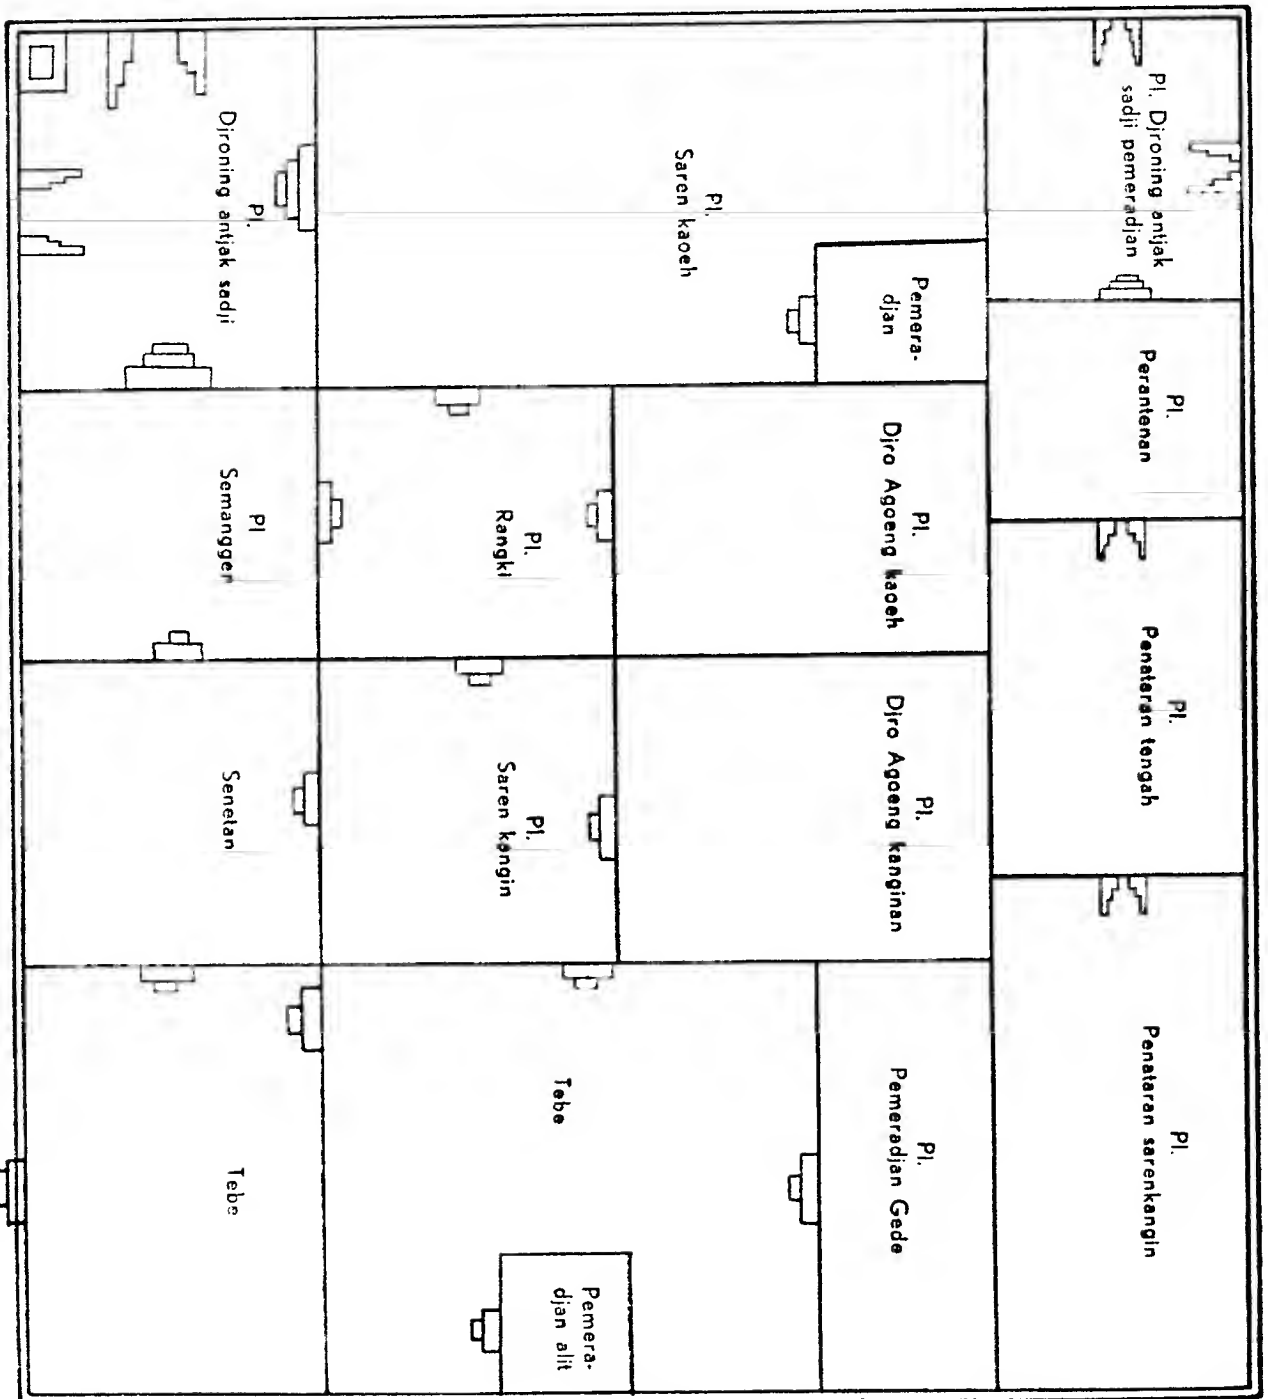 Pl. Djroning antjak
sadji pemeradjan
Pl.
Perantenan
Pl.
Penataran tengah
Pl.
Penataran sarenkangin
Pl.
Saren kaoeh
Pemera-
djan
Pl.
Djro Agoeng kaoeh
Pl.
Djro Agoeng kanginan
Pl.
Pemeradjan Gede
Pl.
Rangki
Pl.
Saren kangin
Tebe
Pemera-
djan alit
Pl.
Djroning antjak sadji
Pl
Semanggen
Senetan
Tebe